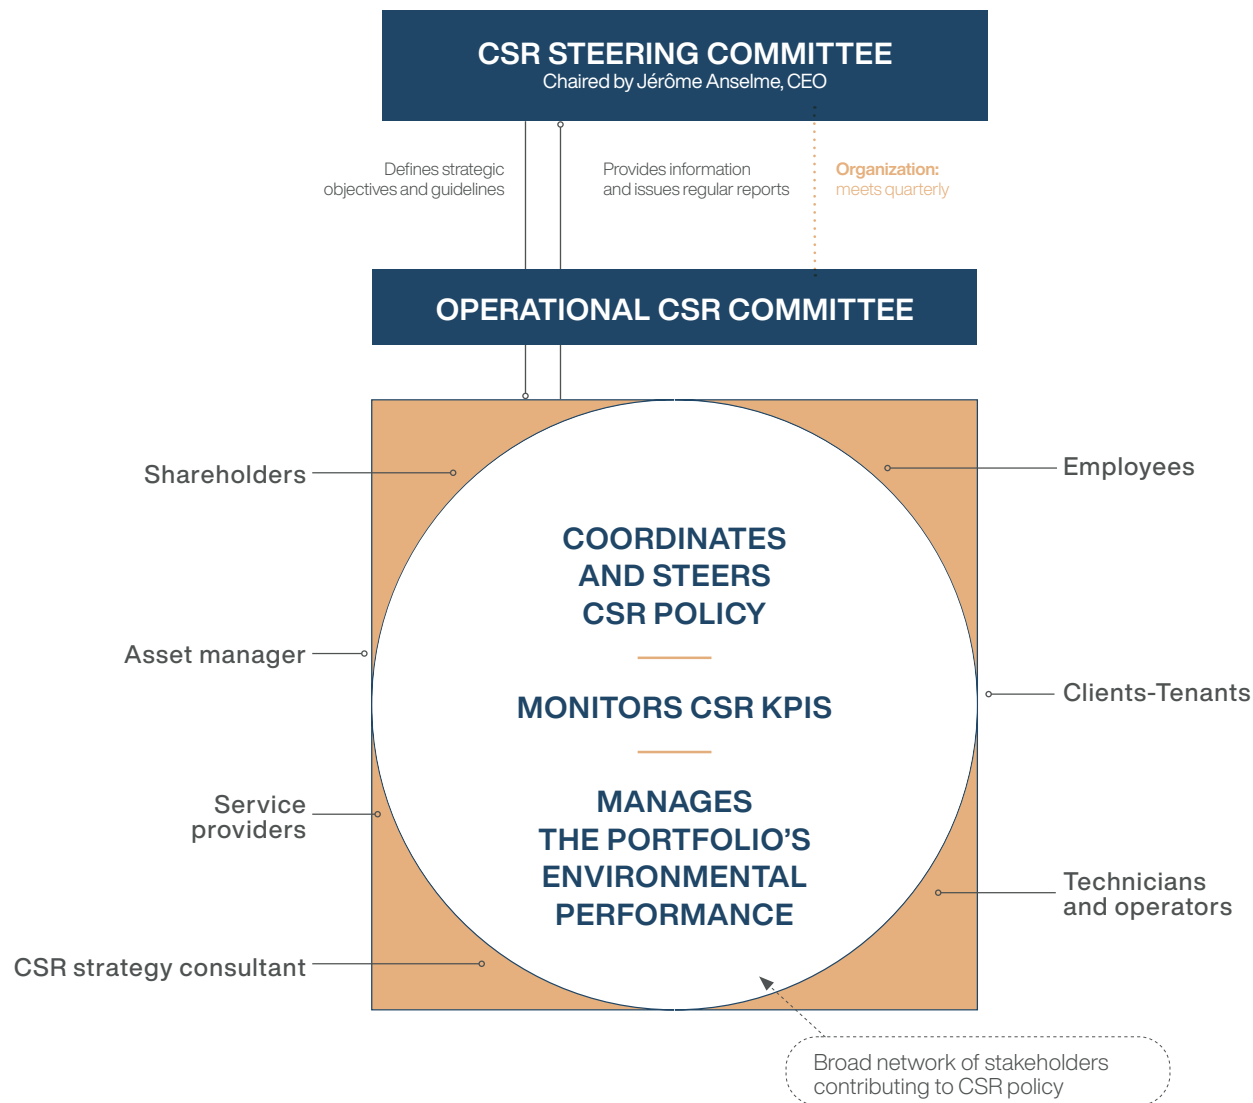 CSR STEERING COMMITTEE
Chaired by Jérôme Anselme, CEO
Defines strategic
objectives and guidelines
Provides information
and issues regular reports
Organization:
meets quarterly
OPERATIONAL CSR COMMITTEE
Shareholders
Asset manager
Service
providers
CSR strategy consultant
COORDINATES
AND STEERS
CSR POLICY
MONITORS CSR KPIS
MANAGES
THE PORTFOLIO’S
ENVIRONMENTAL
PERFORMANCE
Employees
Clients-Tenants
Technicians
and operators
Broad network of stakeholders
contributing to CSR policy